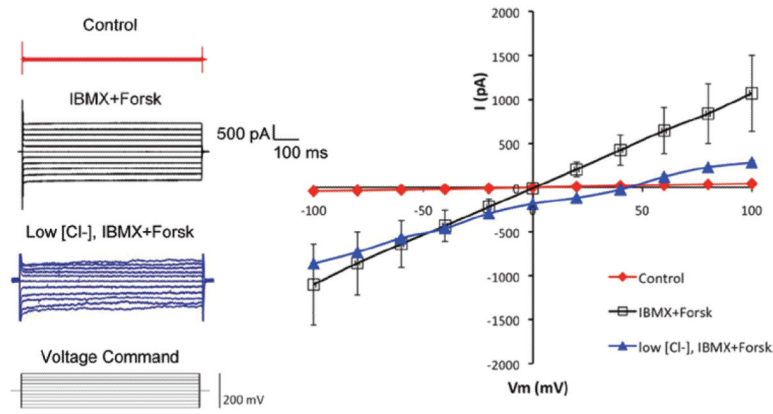 Control
IBMX+Forsk
500 pA
100 ms
Low [Cl-], IBMX+Forsk
Voltage Command
200 mV
I (pA)
2000
1500
1000
500
0
-500
-1000
-1500
-2000
-100
-50
0
50
100
Vm (mV)
Control
IBMX+Forsk
low [Cl-], IBMX+Forsk